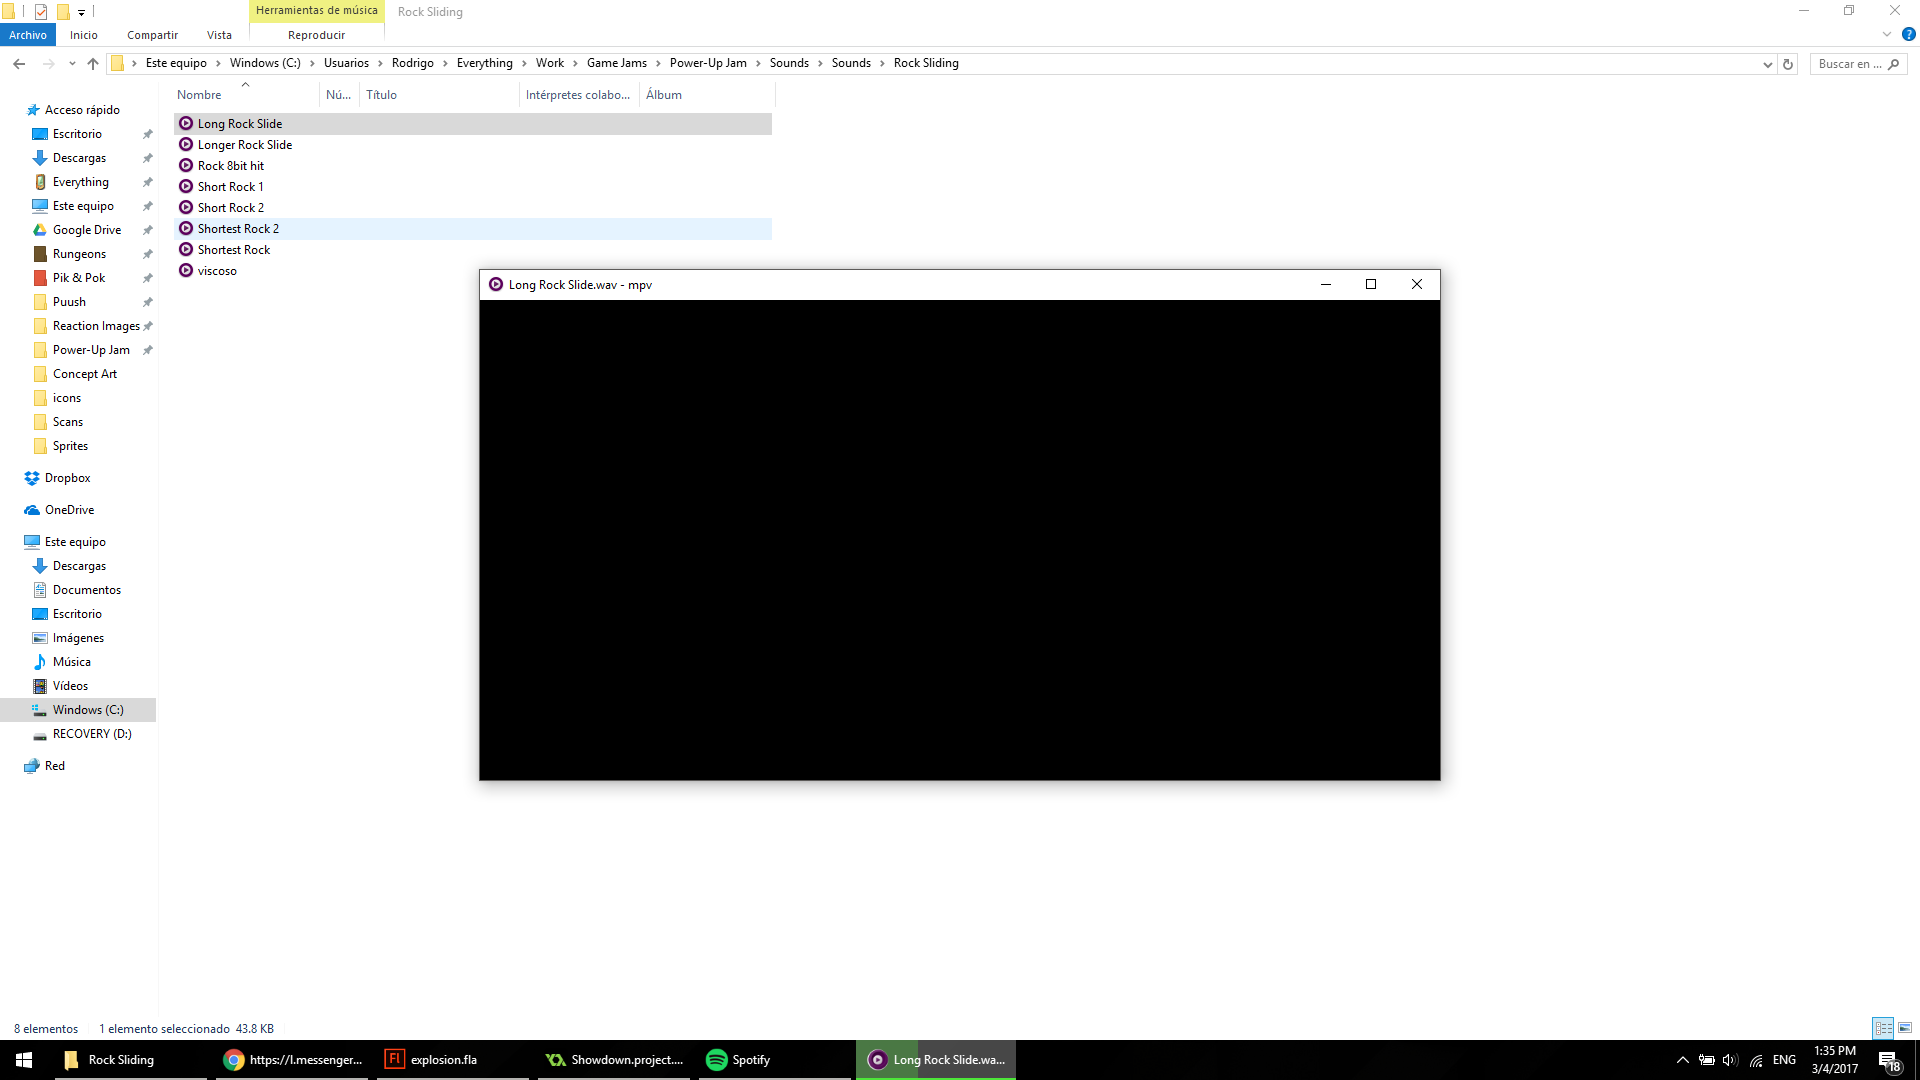 Herramientas de música
Rock Sliding
Archivo
Inicio
Compartir
Vista
Reproducir
Este equipo
Windows (C:)
Usuarios
Rodrigo
Everything
Work
Game Jams
Power-Up Jam
Sounds
Sounds
Rock Sliding
Buscar en ...
Nombre
Nú...
Título
Intérpretes colabo...
Álbum
Acceso rápido
Escritorio
Descargas
Everything
Este equipo
Google Drive
Rungeons
Pik & Pok
Puush
Reaction Images
Power-Up Jam
Concept Art
icons
Scans
Sprites
Dropbox
OneDrive
Este equipo
Descargas
Documentos
Escritorio
Imágenes
Música
Vídeos
Windows (C:)
RECOVERY (D:)
Red
Long Rock Slide
Longer Rock Slide
Rock 8bit hit
Short Rock 1
Short Rock 2
Shortest Rock 2
Shortest Rock
viscoso
Long Rock Slide.wav - mpv
8 elementos
1 elemento seleccionado 43.8 KB
Rock Sliding
https://l.messenger...
Fl
explosion.fla
Showdown.project....
Spotify
Long Rock Slide.wa...
ENG
1:35 PM
3/4/2017
18